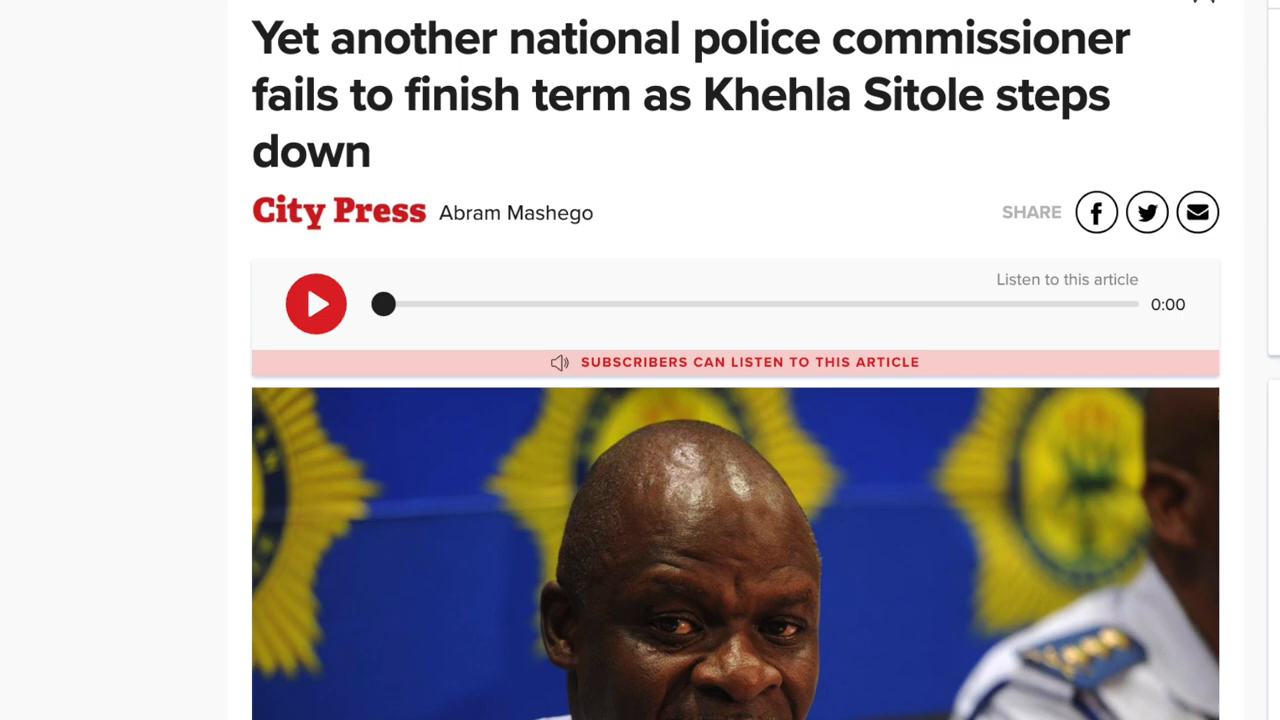 Yet another national police commissioner
fails to finish term as Khehla Sitole steps
down
City Press Abram Mashego
SHARE
Listen to this article
0:00
SUBSCRIBERS CAN LISTEN TO THIS ARTICLE